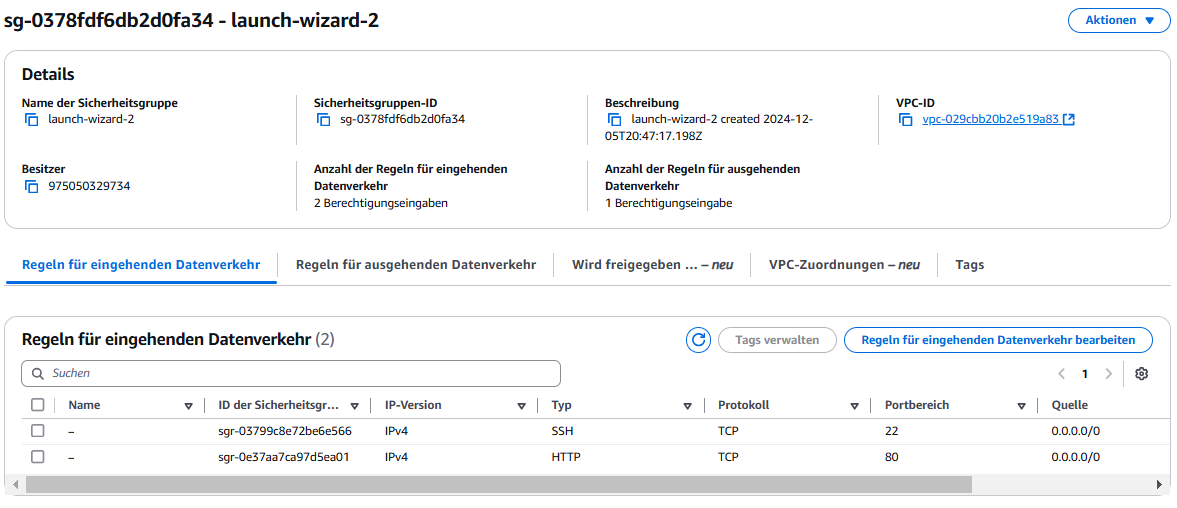 sg-0378fdf6db2d0fa34 - launch-wizard-2
Aktionen
Details
Name der Sicherheitsgruppe
launch-wizard-2
Sicherheitsgruppen-ID
sg-0378fdf6db2d0fa34
Beschreibung
launch-wizard-2 created 2024-12-
05T20:47:17.198Z
VPC-ID
vpc-029cbb20b2e519a83
Besitzer
975050329734
Anzahl der Regeln für eingehenden
Datenverkehr
2 Berechtigungseingaben
Anzahl der Regeln für ausgehenden
Datenverkehr
1 Berechtigungseingabe
Regeln für eingehenden Datenverkehr
Regeln für ausgehenden Datenverkehr
Wird freigegeben ... – neu
VPC-Zuordnungen – neu
Tags
Regeln für eingehenden Datenverkehr (2)
Tags verwalten
Regeln für eingehenden Datenverkehr bearbeiten
Suchen
1
Name ID der Sicherheitsgr... IP-Version Typ Protokoll Portbereich Quelle
– sgr-03799c8e72be6e566 IPv4 SSH TCP 22 0.0.0.0/0
– sgr-0e37aa7ca97d5ea01 IPv4 HTTP TCP 80 0.0.0.0/0